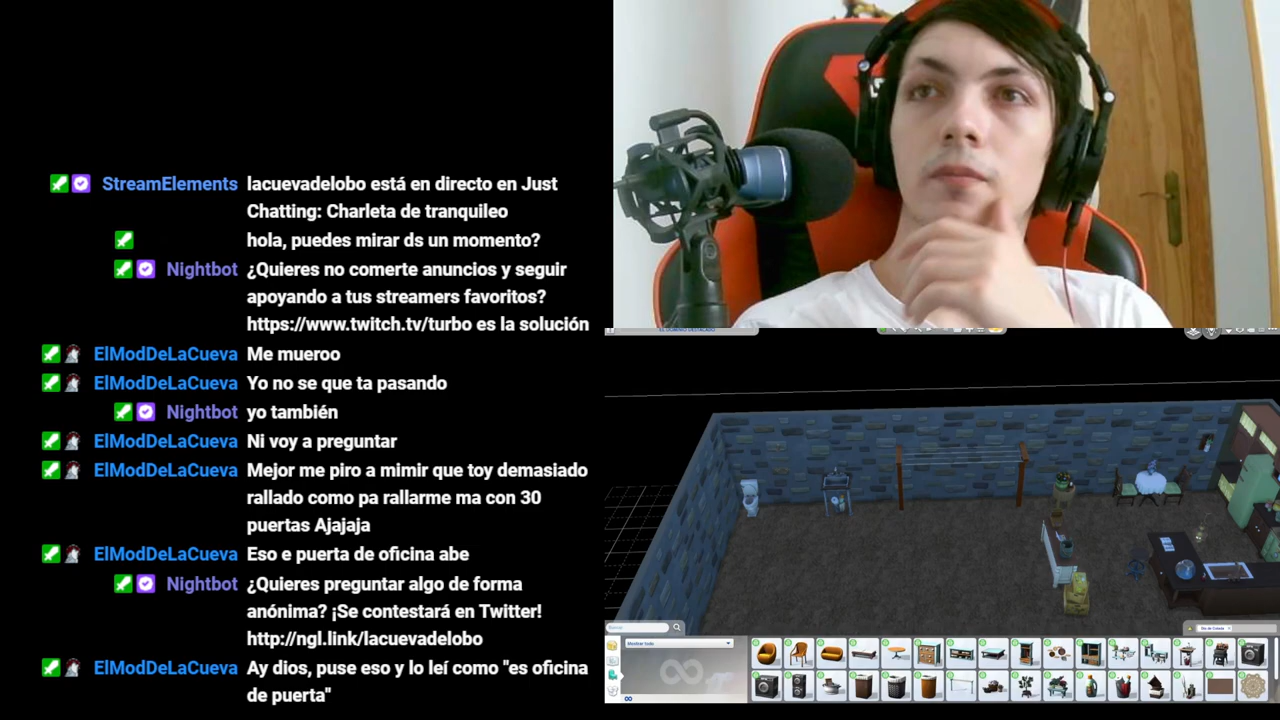 StreamElements lacuevadelobo está en directo en Just
Chatting: Charleta de tranquileo
hola, puedes mirar ds un momento?
Nightbot ¿Quieres no comerte anuncios y seguir
apoyando a tus streamers favoritos?
https://www.twitch.tv/turbo es la solución
ElModDeLaCueva Me mueroo
ElModDeLaCueva Yo no se que ta pasando
Nightbot yo también
ElModDeLaCueva Ni voy a preguntar
ElModDeLaCueva Mejor me piro a mimir que toy demasiado
rallado como pa rallarme ma con 30
puertas Ajajaja
ElModDeLaCueva Eso e puerta de oficina abe
Nightbot ¿Quieres preguntar algo de forma
anónima? ¡Se contestará en Twitter!
http://ngl.link/lacuevadelobo
ElModDeLaCueva Ay dios, puse eso y lo leí como "es oficina
de puerta"
Mostrar todo